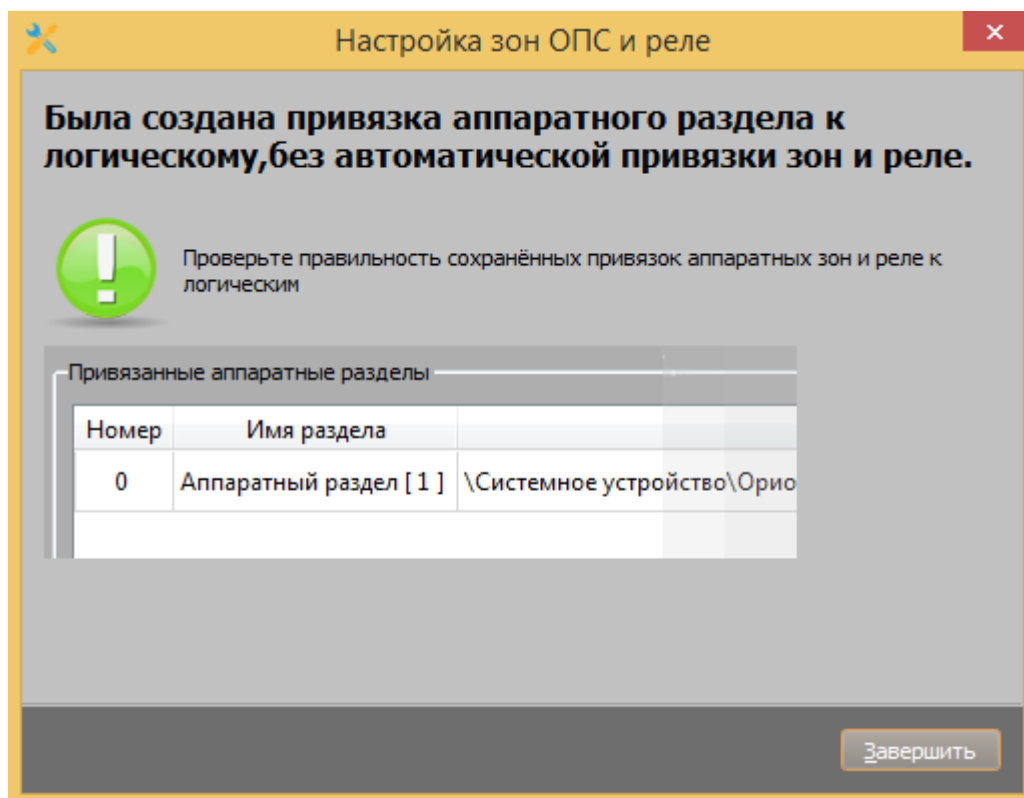 Настройка зон ОПС и реле
Была создана привязка аппаратного раздела к
логическому,без автоматической привязки зон и реле.
Проверьте правильность сохранённых привязок аппаратных зон и реле к
логическим
Привязанные аппаратные разделы
Номер Имя раздела
0 Аппаратный раздел [ 1 ] \Системное устройство\Орио
Завершить